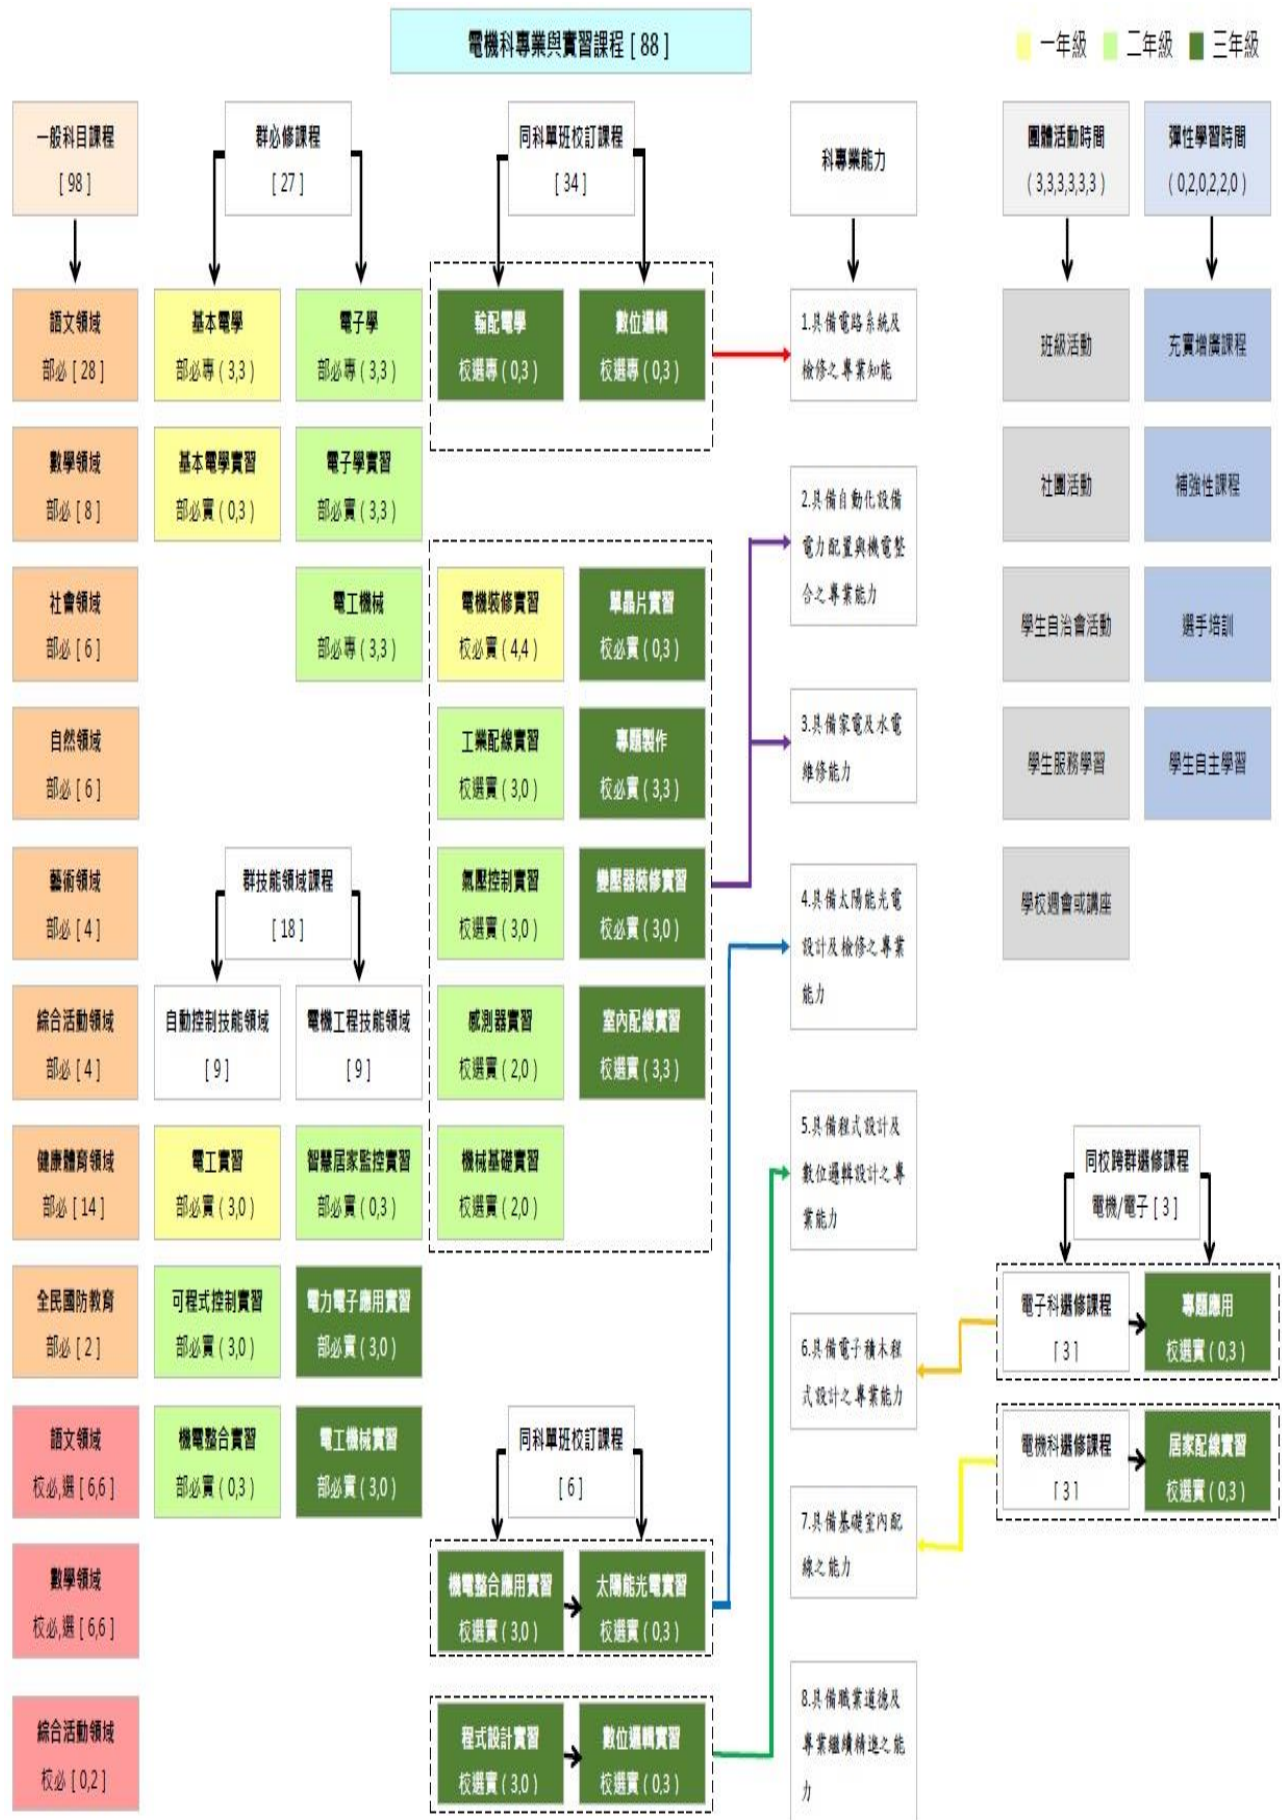 電機科專業與實習課程 [ 88 ]
一年級
二年級
三年級
一般科目課程
[ 98 ]
語文領域
部必 [ 28 ]
數學領域
部必 [ 8 ]
社會領域
部必 [ 6 ]
自然領域
部必 [ 6 ]
藝術領域
部必 [ 4 ]
綜合活動領域
部必 [ 4 ]
健康體育領域
部必 [ 14 ]
全民國防教育
部必 [ 2 ]
語文領域
校必,選 [ 6,6 ]
數學領域
校必,選 [ 6,6 ]
綜合活動領域
校必 [ 0,2 ]
群必修課程
[ 27 ]
基本電學
部必專 ( 3,3 )
電子學
部必專 ( 3,3 )
基本電學實習
部必實 ( 0,3 )
電子學實習
部必實 ( 3,3 )
電工機械
部必專 ( 3,3 )
群技能領域課程
[ 18 ]
自動控制技能領域
[ 9 ]
電機工程技能領域
[ 9 ]
電工實習
部必實 ( 3,0 )
智慧居家監控實習
部必實 ( 0,3 )
可程式控制實習
部必實 ( 3,0 )
電力電子應用實習
部必實 ( 3,0 )
機電整合實習
部必實 ( 0,3 )
電工機械實習
部必實 ( 3,0 )
同科單班校訂課程
[ 34 ]
輸配電學
校選專 ( 0,3 )
數位邏輯
校選專 ( 0,3 )
電機裝修實習
校必實 ( 4,4 )
單晶片實習
校必實 ( 0,3 )
工業配線實習
校選實 ( 3,0 )
專題製作
校必實 ( 3,3 )
氣壓控制實習
校選實 ( 3,0 )
變壓器裝修實習
校必實 ( 3,0 )
感測器實習
校選實 ( 2,0 )
室內配線實習
校選實 ( 3,3 )
機械基礎實習
校選實 ( 2,0 )
同科單班校訂課程
[ 6 ]
機電整合應用實習
校選實 ( 3,0 )
太陽能光電實習
校選實 ( 0,3 )
程式設計實習
校選實 ( 3,0 )
數位邏輯實習
校選實 ( 0,3 )
科專業能力
1.具備電路系統及
檢修之專業知能
2.具備自動化設備
電力配置與機電整
合之專業能力
3.具備家電及水電
維修能力
4.具備太陽能光電
設計及檢修之專業
能力
5.具備程式設計及
數位邏輯設計之專
業能力
6.具備電子積木程
式設計之專業能力
7.具備基礎室內配
線之能力
8.具備職業道德及
專業繼續精進之能
力
團體活動時間
( 3,3,3,3,3,3 )
班級活動
社團活動
學生自治會活動
學生服務學習
學校週會或講座
彈性學習時間
( 0,2,0,2,2,0 )
充實增廣課程
補強性課程
選手培訓
學生自主學習
同校跨群選修課程
電機/電子 [ 3 ]
電子科選修課程
[ 3 ]
專題應用
校選實 ( 0,3 )
電機科選修課程
[ 3 ]
居家配線實習
校選實 ( 0,3 )